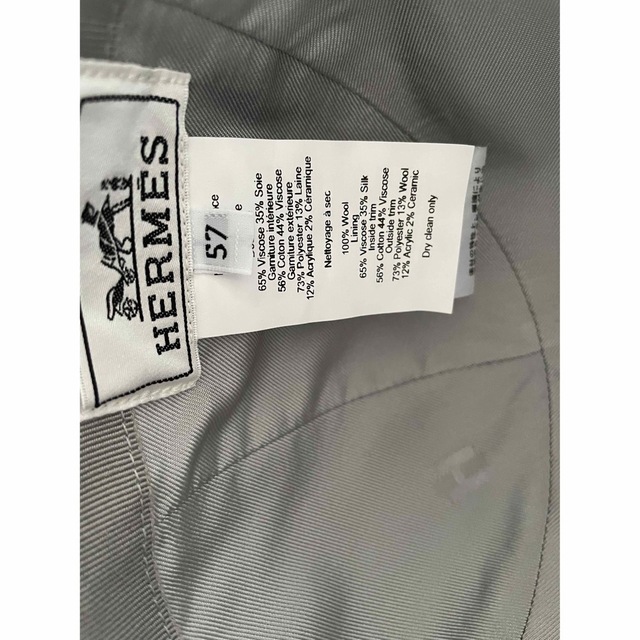 HERMÈS
57
65% Viscose 35% Soie
Garniture intérieure
56% Coton 44% Viscose
Garniture extérieure
73% Polyester 13% Laine
12% Acrylique 2% Céramique
Nettoyage à sec
100% Wool
Lining
65% Viscose 35% Silk
Inside trim
56% Cotton 44% Viscose
Outside trim
73% Polyester 13% Wool
12% Acrylic 2% Ceramic
Dry clean only
H